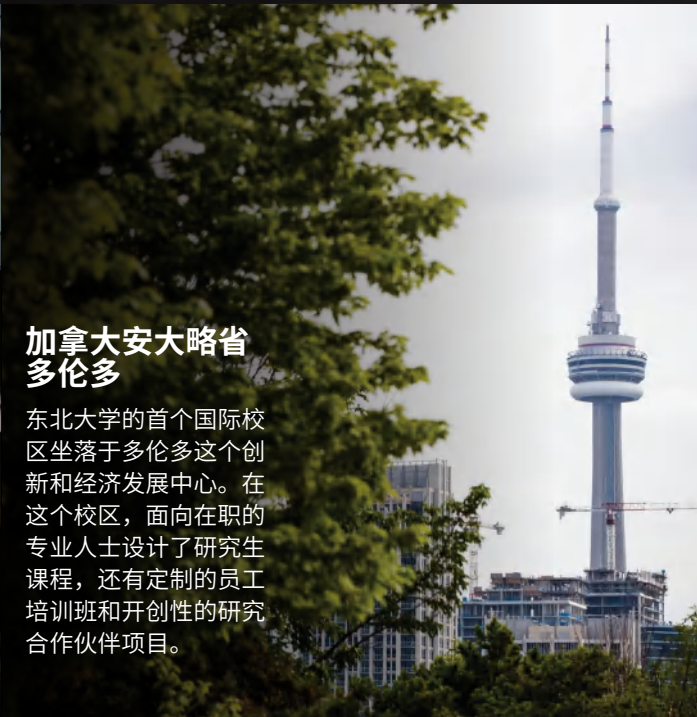 加拿大安大略省
多伦多
东北大学的首个国际校
区坐落于多伦多这个创
新和经济发展中心。在
这个校区，面向在职的
专业人士设计了研究生
课程，还有定制的员工
培训班和开创性的研究
合作伙伴项目。